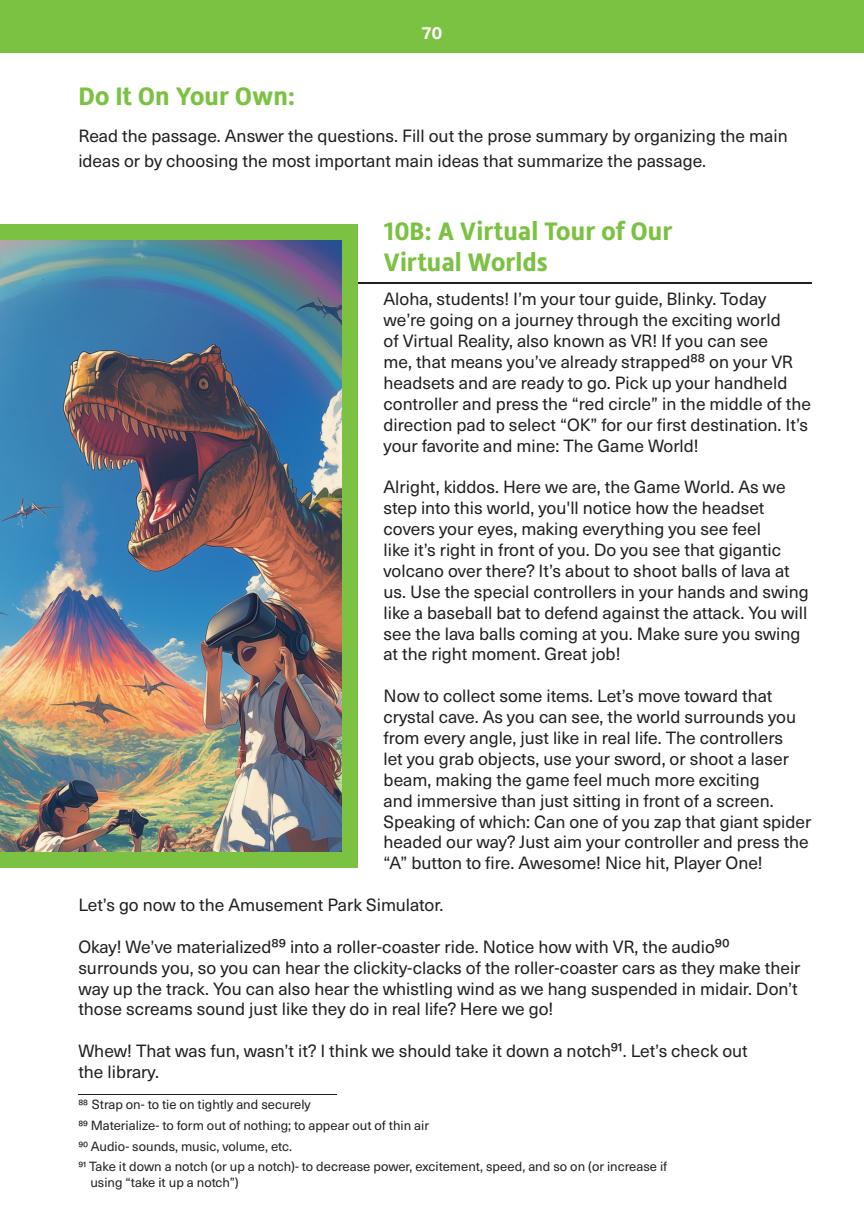 70
Do It On Your Own:
Read the passage. Answer the questions. Fill out the prose summary by organizing the main
ideas or by choosing the most important main ideas that summarize the passage.
10B: A Virtual Tour of Our
Virtual Worlds
Aloha, students! I’m your tour guide, Blinky. Today
we’re going on a journey through the exciting world
of Virtual Reality, also known as VR! If you can see
me, that means you’ve already strapped⁸⁸ on your VR
headsets and are ready to go. Pick up your handheld
controller and press the “red circle” in the middle of the
direction pad to select “OK” for our first destination. It’s
your favorite and mine: The Game World!
Alright, kiddos. Here we are, the Game World. As we
step into this world, you'll notice how the headset
covers your eyes, making everything you see feel
like it’s right in front of you. Do you see that gigantic
volcano over there? It’s about to shoot balls of lava at
us. Use the special controllers in your hands and swing
like a baseball bat to defend against the attack. You will
see the lava balls coming at you. Make sure you swing
at the right moment. Great job!
Now to collect some items. Let’s move toward that
crystal cave. As you can see, the world surrounds you
from every angle, just like in real life. The controllers
let you grab objects, use your sword, or shoot a laser
beam, making the game feel much more exciting
and immersive than just sitting in front of a screen.
Speaking of which: Can one of you zap that giant spider
headed our way? Just aim your controller and press the
“A” button to fire. Awesome! Nice hit, Player One!
Let’s go now to the Amusement Park Simulator.
Okay! We’ve materialized⁸⁹ into a roller-coaster ride. Notice how with VR, the audio⁹⁰
surrounds you, so you can hear the clickity-clacks of the roller-coaster cars as they make their
way up the track. You can also hear the whistling wind as we hang suspended in midair. Don’t
those screams sound just like they do in real life? Here we go!
Whew! That was fun, wasn’t it? I think we should take it down a notch⁹¹. Let’s check out
the library.
⁸⁸ Strap on- to tie on tightly and securely
⁸⁹ Materialize- to form out of nothing; to appear out of thin air
⁹⁰ Audio- sounds, music, volume, etc.
⁹¹ Take it down a notch (or up a notch)- to decrease power, excitement, speed, and so on (or increase if
using “take it up a notch”)